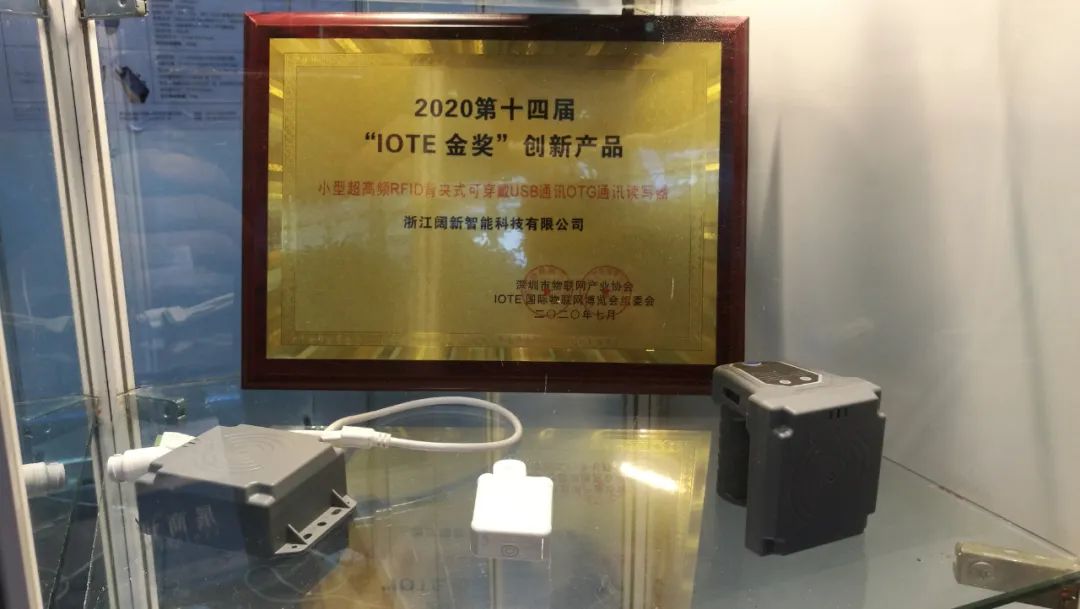 2020第十四届
“IOTE 金奖”创新产品
小型超高频RFID背夹式可穿戴USB通讯OTG通讯读写器
浙江阔新智能科技有限公司
深圳市物联网产业协会
IOTE 国际物联网博览会组委会
二〇二〇年七月